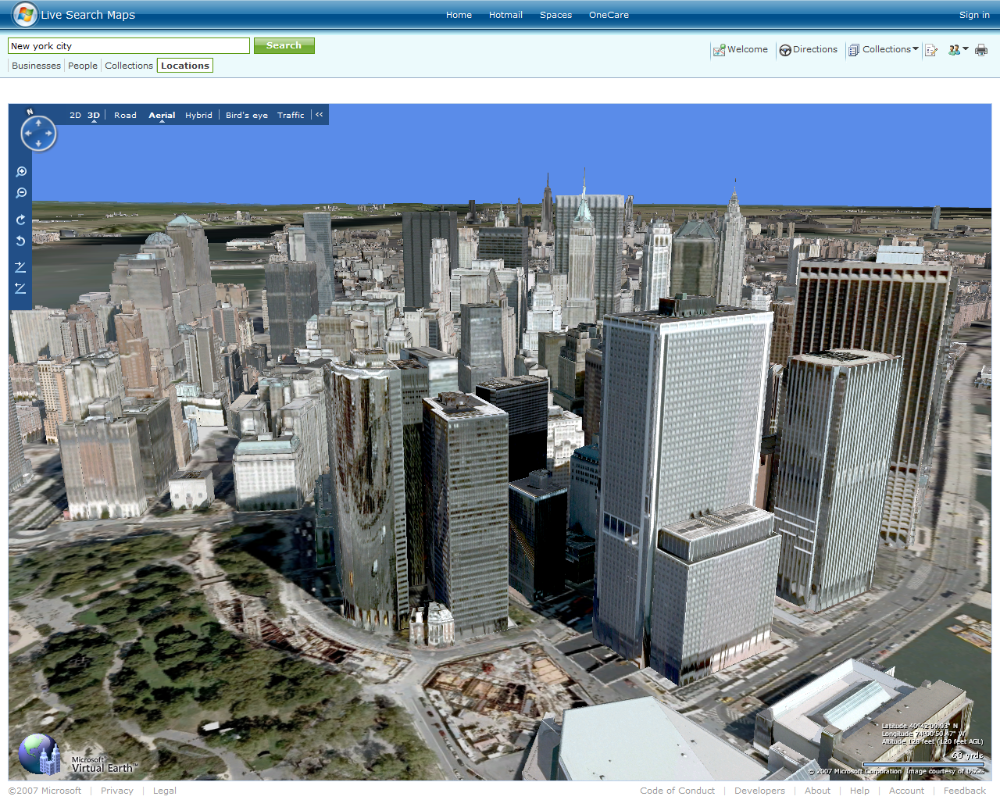 Live Search Maps
Home Hotmail Spaces OneCare
Sign in
New york city
Search
Businesses People Collections Locations
Welcome Directions Collections
N
2D 3D Road Aerial Hybrid Bird's eye Traffic <<
Latitude 40°42'09.93" N
Longitude 74°00'50.47" W
Altitude 128 feet (120 feet AGL)
60 yrds
Microsoft®
Virtual Earth™
© 2007 Microsoft Corporation Image courtesy of USGS
©2007 Microsoft | Privacy | Legal
Code of Conduct | Developers | About | Help | Account | Feedback